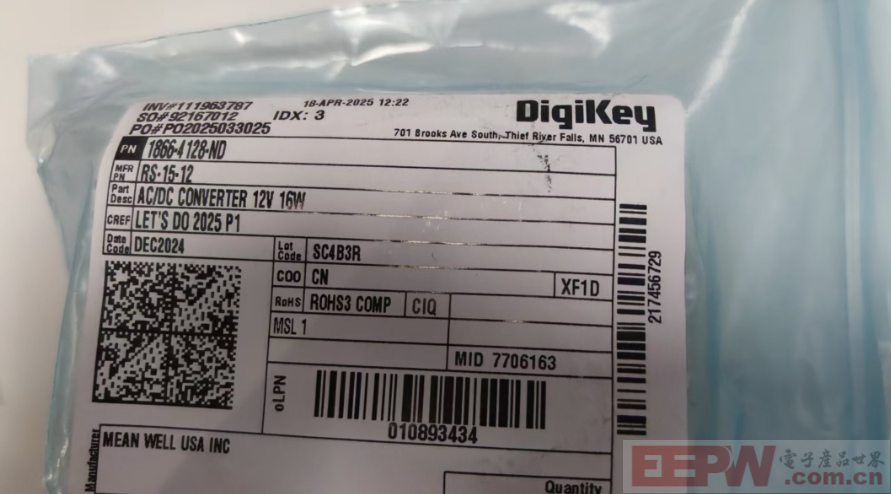 INV#111963787
18-APR-2025 12:22
SO#92167012
IDX: 3
PO#PO2025033025
DigiKey
701 Brooks Ave South, Thief River Falls, MN 56701 USA
PN 1866-4128-ND
MFR PN RS-15-12
Part Desc AC/DC CONVERTER 12V 16W
CREF LET'S DO 2025 P1
Date Code DEC2024
Lot Code SC4B3R
COO CN
XF1D
RoHS ROHS3 COMP CIQ
MSL 1
MID 7706163
oLPN
010893434
217456729
Manufacturer MEAN WELL USA INC
Quantity
EEPW 电子產品世界
.com.cn